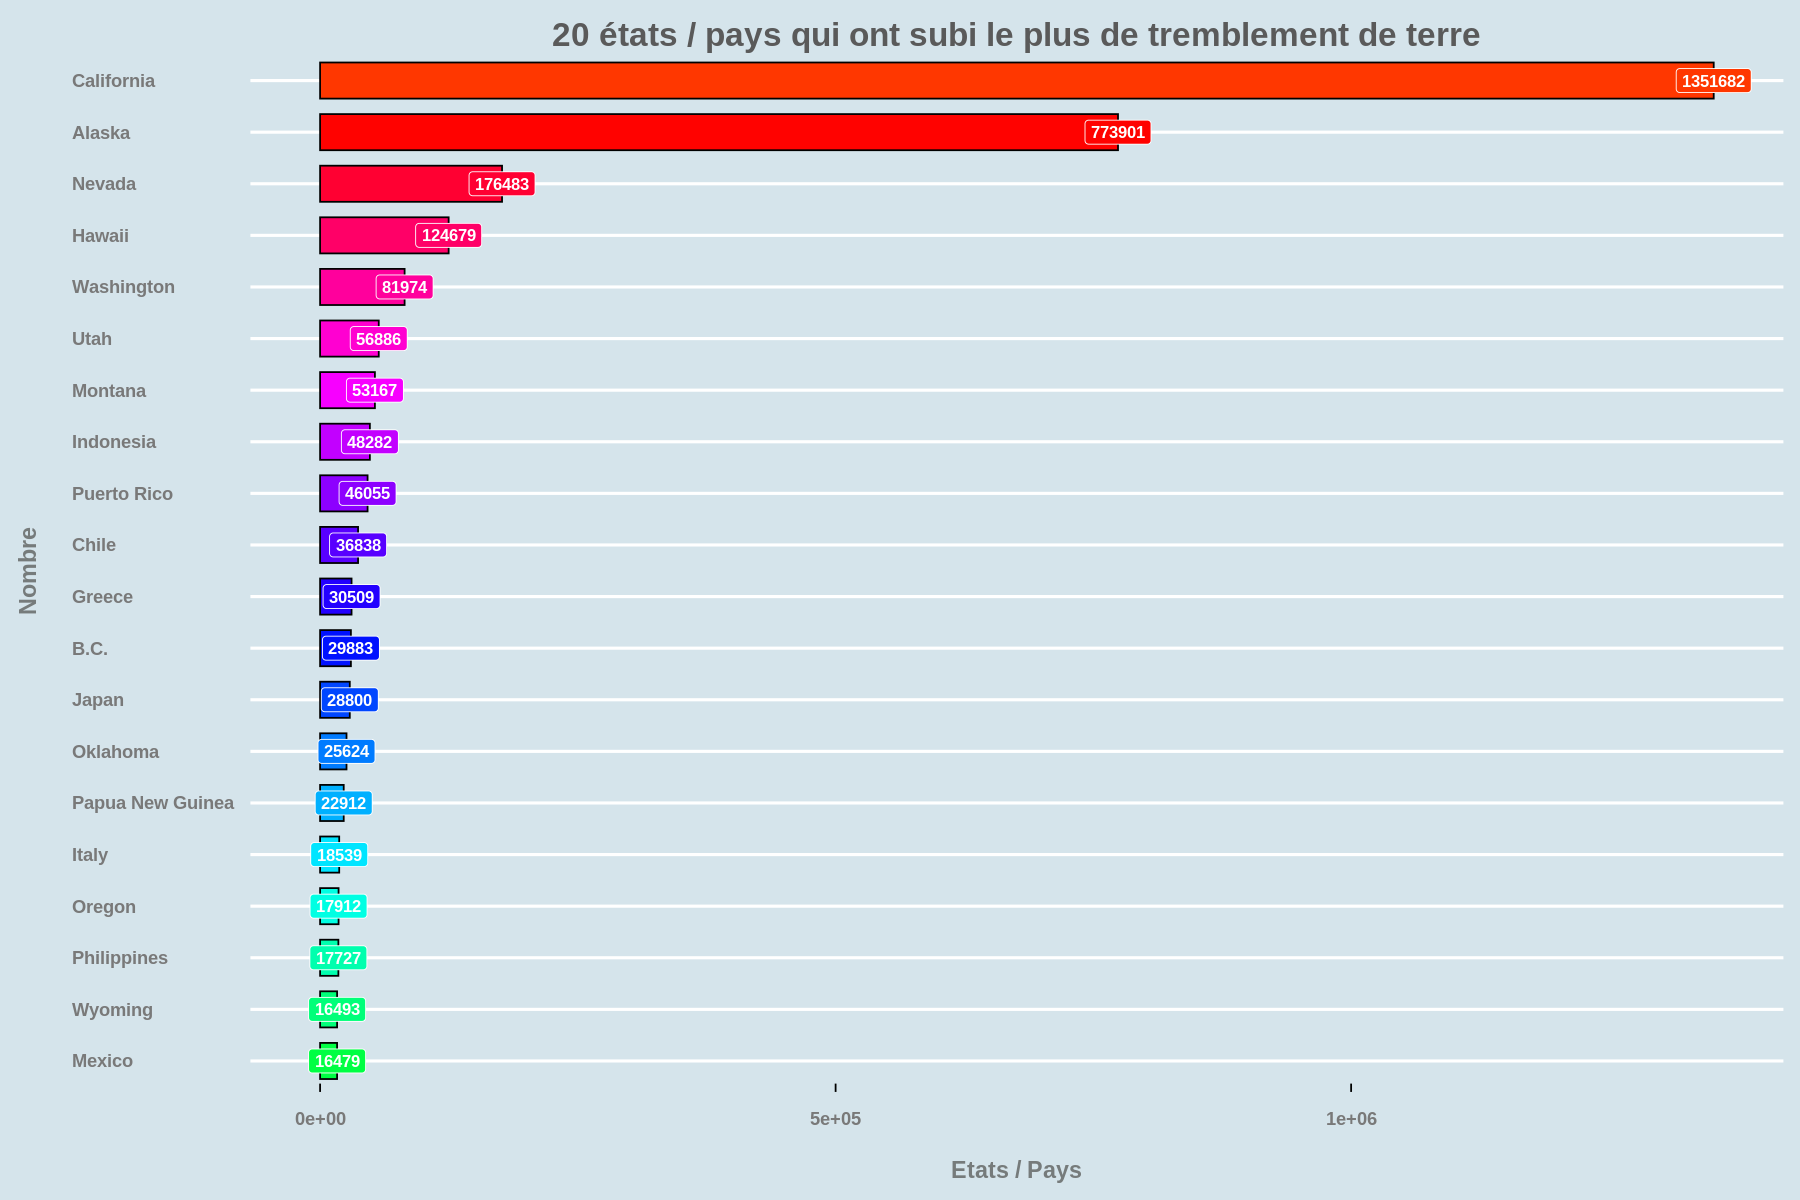 20 états / pays qui ont subi le plus de tremblement de terre
California 1351682
Alaska 773901
Nevada 176483
Hawaii 124679
Washington 81974
Utah 56886
Montana 53167
Indonesia 48282
Puerto Rico 46055
Chile 36838
Greece 30509
B.C. 29883
Japan 28800
Oklahoma 25624
Papua New Guinea 22912
Italy 18539
Oregon 17912
Philippines 17727
Wyoming 16493
Mexico 16479
Nombre
0e+00 5e+05 1e+06
Etats / Pays